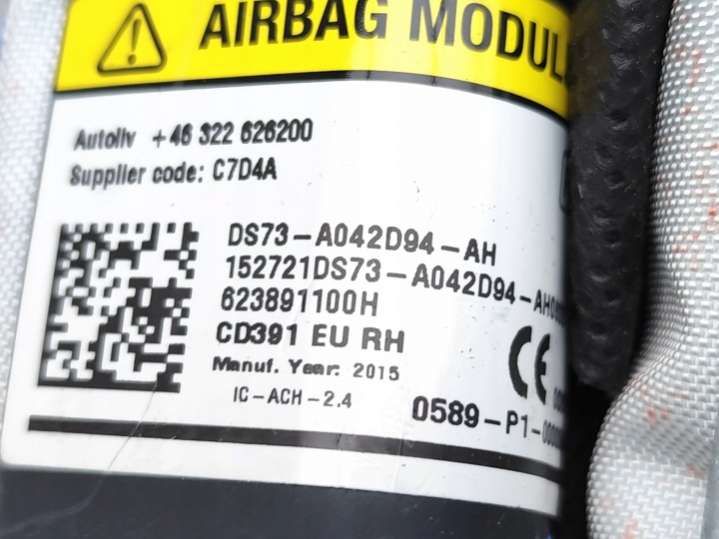 AIRBAG MODUL
Autoliv +46 322 626200
Supplier code: C7D4A
DS73-A042D94-AH
152721DS73-A042D94-AH
623891100H
CD391 EU RH
Manuf. Year: 2015
CE
IC-ACH-2.4
0589-P1-